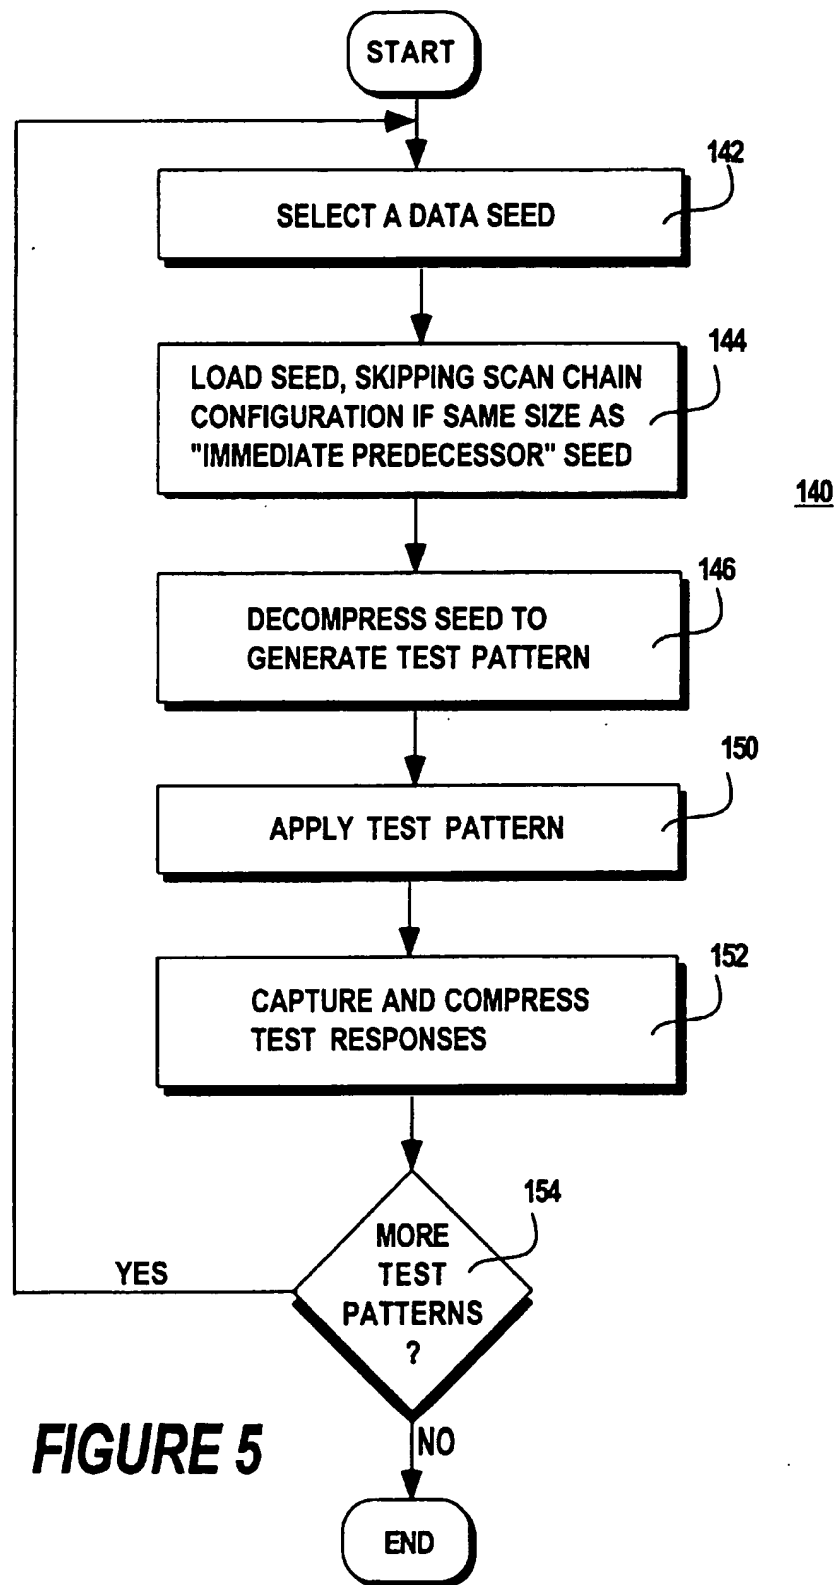 START
142
SELECT A DATA SEED
144
LOAD SEED, SKIPPING SCAN CHAIN
CONFIGURATION IF SAME SIZE AS
"IMMEDIATE PREDECESSOR" SEED
140
146
DECOMPRESS SEED TO
GENERATE TEST PATTERN
150
APPLY TEST PATTERN
152
CAPTURE AND COMPRESS
TEST RESPONSES
154
MORE
TEST
PATTERNS
?
YES
NO
FIGURE 5
END